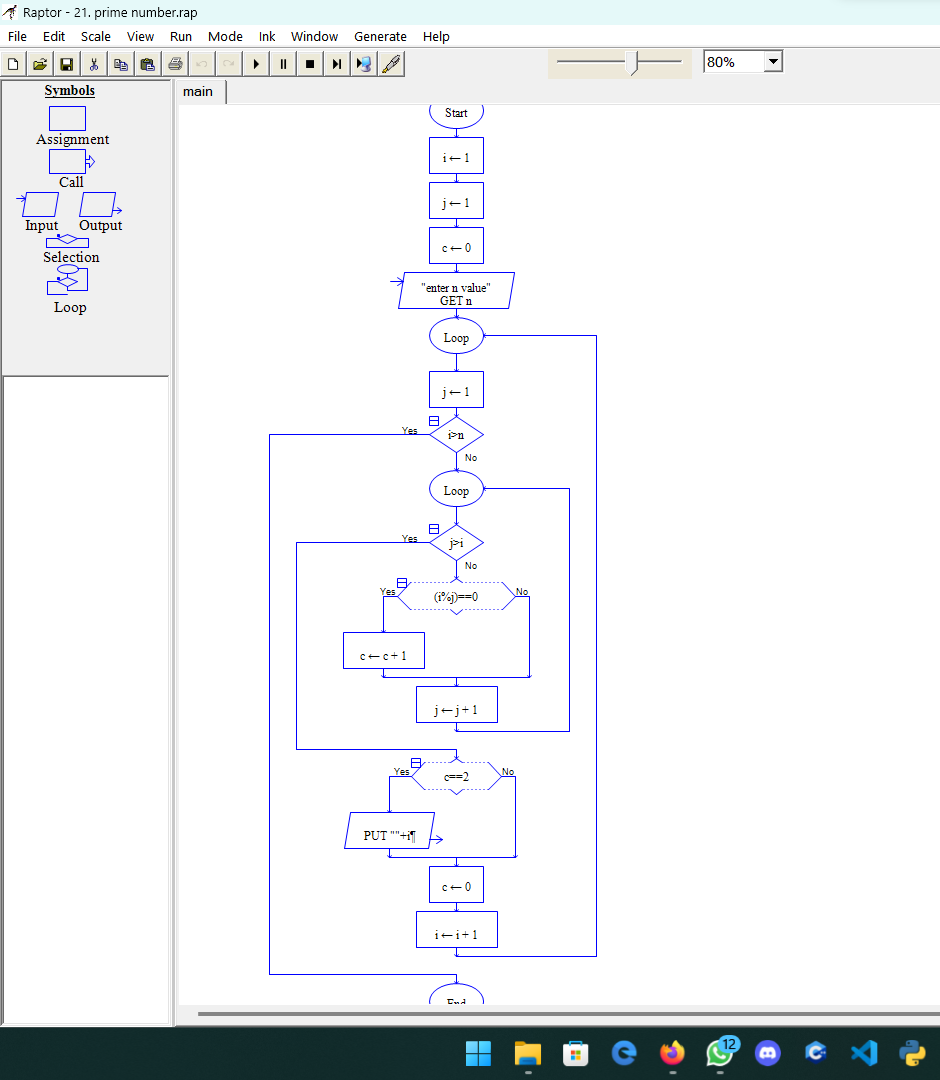 Raptor - 21. prime number.rap
File Edit Scale View Run Mode Ink Window Generate Help
80%
Symbols
Assignment
Call
Input Output
Selection
Loop
main
Start
i ← 1
j ← 1
c ← 0
"enter n value"
GET n
Loop
j ← 1
Yes
i>n
No
Loop
Yes
j>i
No
Yes
(i%j)==0
No
c ← c + 1
j ← j + 1
Yes
c==2
No
PUT ""+i¶
c ← 0
i ← i + 1
End
12